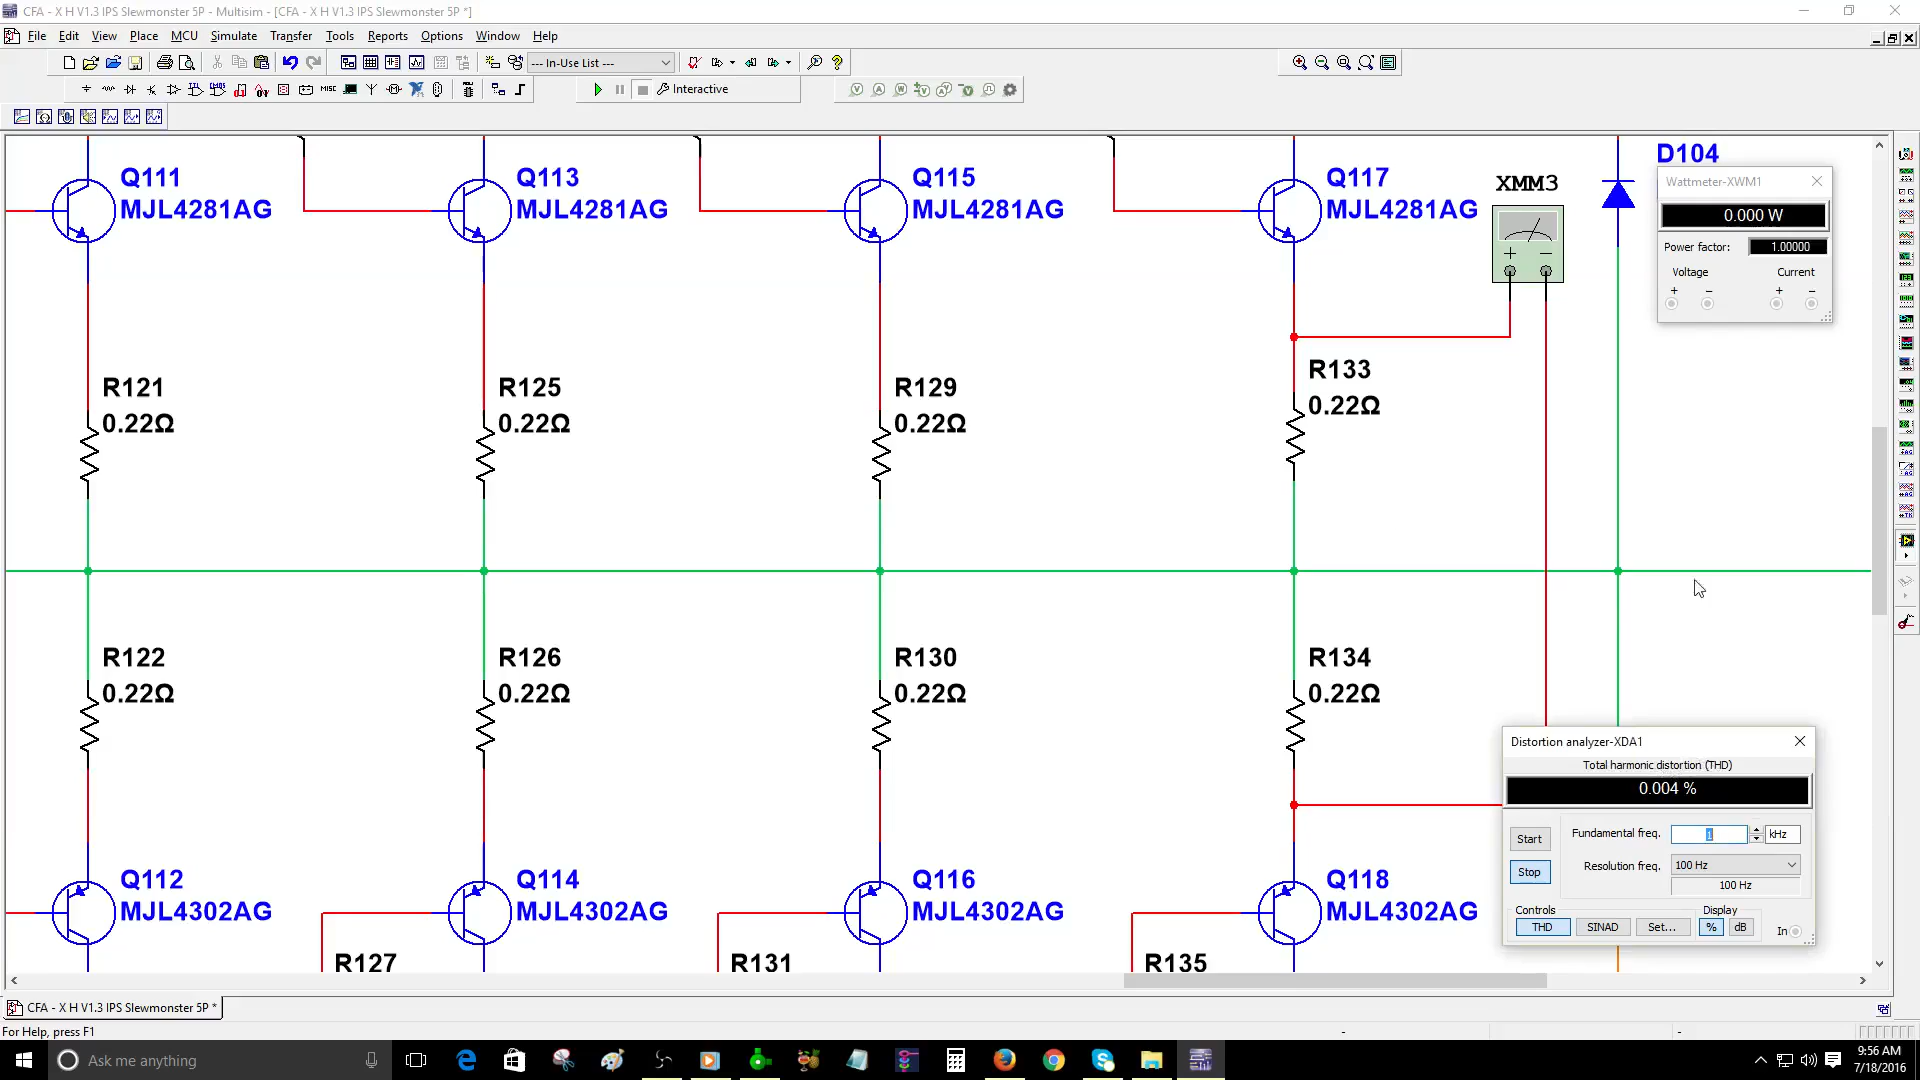 CFA - X H V1.3 IPS Slewmonster 5P - Multisim - [CFA - X H V1.3 IPS Slewmonster 5P *]
File Edit View Place MCU Simulate Transfer Tools Reports Options Window Help
--- In-Use List ---
MISC
Interactive
Q111
MJL4281AG
Q113
MJL4281AG
Q115
MJL4281AG
Q117
MJL4281AG
XMM3
D104
Wattmeter-XWM1
0.000 W
Power factor: 1.00000
Voltage Current
+ − + −
R121
0.22Ω
R125
0.22Ω
R129
0.22Ω
R133
0.22Ω
R122
0.22Ω
R126
0.22Ω
R130
0.22Ω
R134
0.22Ω
Q112
MJL4302AG
Q114
MJL4302AG
Q116
MJL4302AG
Q118
MJL4302AG
R127
R131
R135
Distortion analyzer-XDA1
Total harmonic distortion (THD)
0.004 %
Start
Fundamental freq. 1 kHz
Stop
Resolution freq. 100 Hz
100 Hz
Controls Display
THD SINAD Set... % dB In
CFA - X H V1.3 IPS Slewmonster 5P *
For Help, press F1
Ask me anything
9:56 AM
7/18/2016